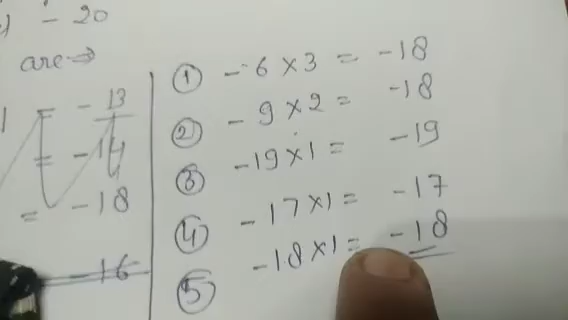 - 20
are →
= - 13
= - 14
= - 18
- 16
① - 6 × 3 = - 18
② - 9 × 2 = - 18
③ - 19 × 1 = - 19
④ - 17 × 1 = - 17
⑤ - 18 × 1 = - 18